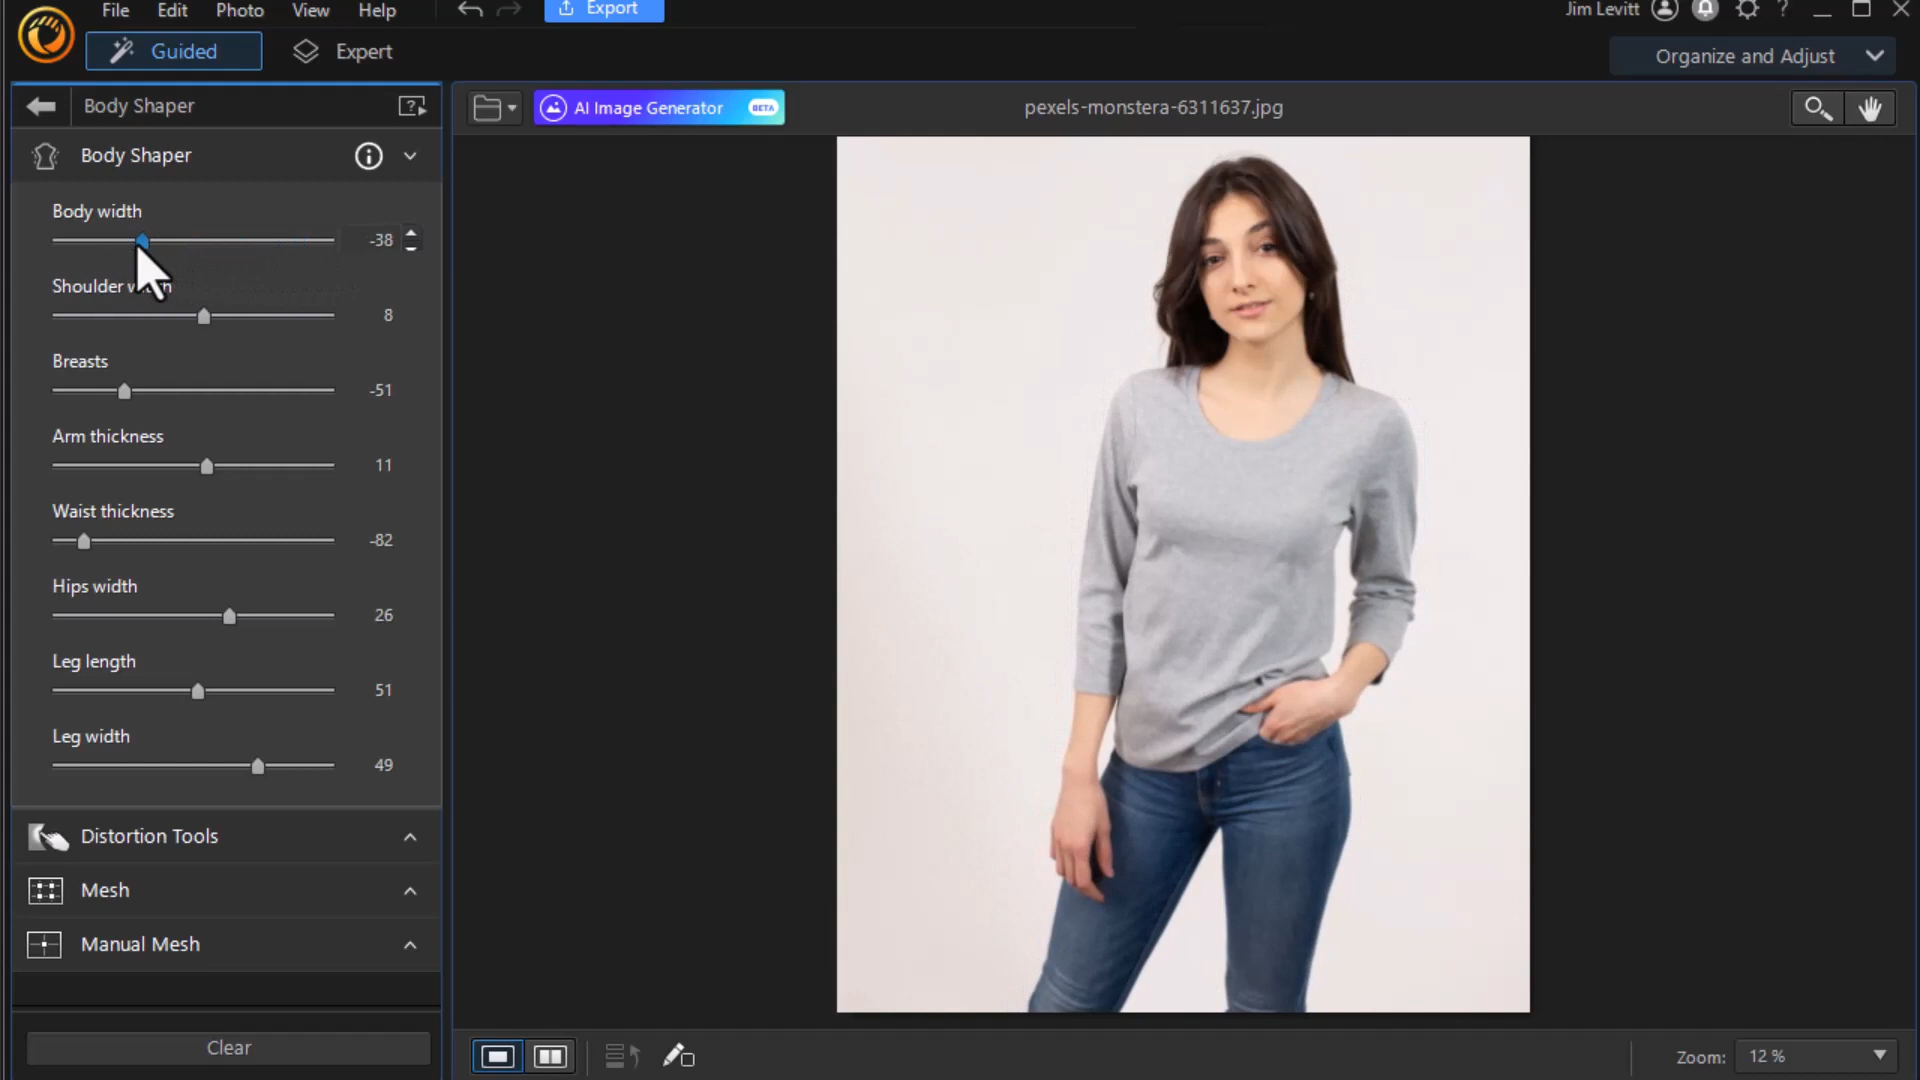 File Edit Photo View Help Export Jim Levitt ?
Guided Expert Organize and Adjust
Body Shaper ?
AI Image Generator BETA pexels-monstera-6311637.jpg
Body Shaper
Body width
-38
Shoulder
8
Breasts
-51
Arm thickness
11
Waist thickness
-82
Hips width
26
Leg length
51
Leg width
49
Distortion Tools
Mesh
Manual Mesh
Clear
Zoom: 12 %